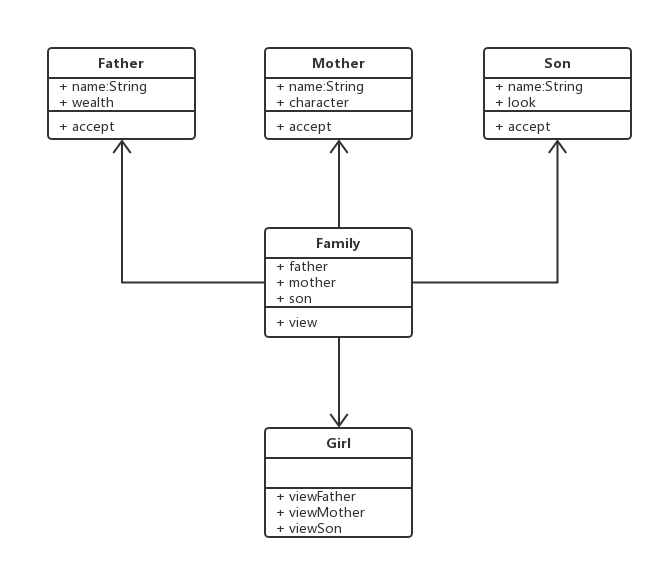 Father
+ name:String
+ wealth
+ accept
Mother
+ name:String
+ character
+ accept
Son
+ name:String
+ look
+ accept
Family
+ father
+ mother
+ son
+ view
Girl
+ viewFather
+ viewMother
+ viewSon